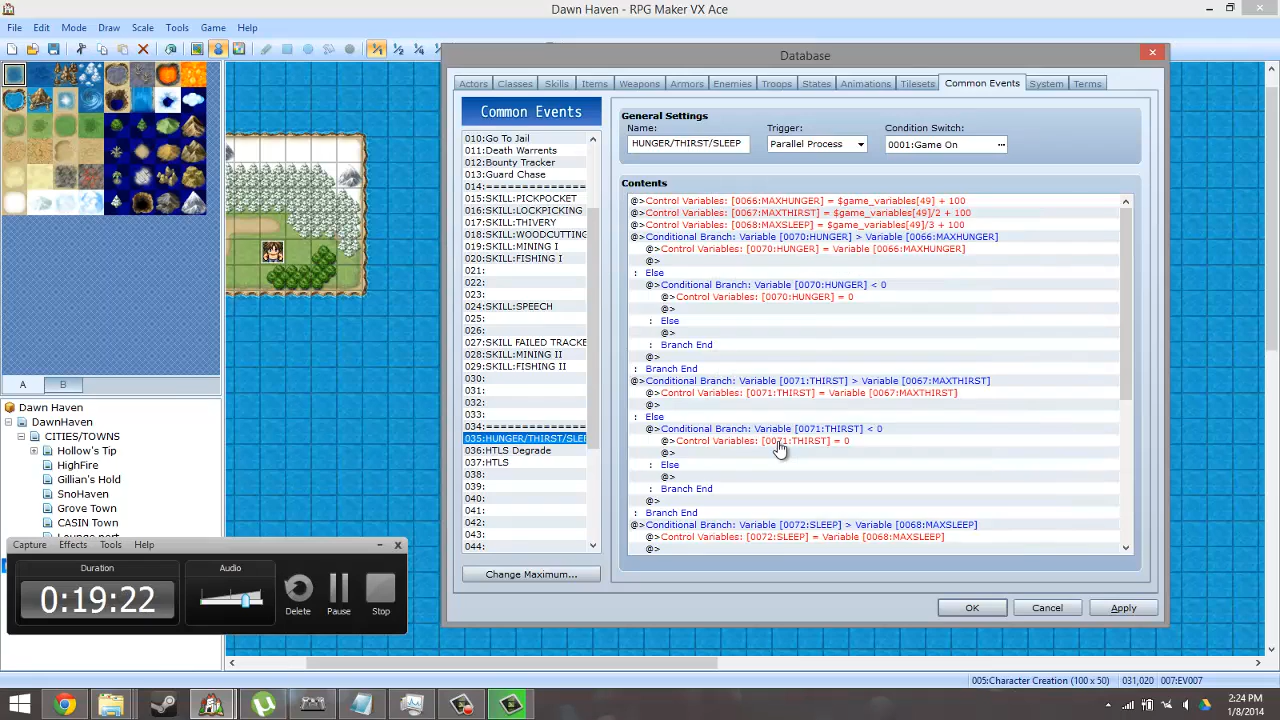 Dawn Haven - RPG Maker VX Ace
File Edit Mode Draw Scale Tools Game Help
1/1 1/2 1/4
Database
Actors Classes Skills Items Weapons Armors Enemies Troops States Animations Tilesets Common Events System Terms
Common Events
010:Go To Jail
011:Death Warrents
012:Bounty Tracker
013:Guard Chase
014:===============
015:SKILL:PICKPOCKET
016:SKILL:LOCKPICKING
017:SKILL:THIVERY
018:SKILL:WOODCUTTING
019:SKILL:MINING I
020:SKILL:FISHING I
021:
022:
023:
024:SKILL:SPEECH
025:
026:
027:SKILL FAILED TRACKE
028:SKILL:MINING II
029:SKILL:FISHING II
030:
031:
032:
033:
034:===============
035:HUNGER/THIRST/SLEE
036:HTLS Degrade
037:HTLS
038:
039:
040:
041:
042:
043:
044:
Change Maximum...
General Settings
Name: Trigger: Condition Switch:
HUNGER/THIRST/SLEEP Parallel Process 0001:Game On ...
Contents
@>Control Variables: [0066:MAXHUNGER] = $game_variables[49] + 100
@>Control Variables: [0067:MAXTHIRST] = $game_variables[49]/2 + 100
@>Control Variables: [0068:MAXSLEEP] = $game_variables[49]/3 + 100
@>Conditional Branch: Variable [0070:HUNGER] > Variable [0066:MAXHUNGER]
@>Control Variables: [0070:HUNGER] = Variable [0066:MAXHUNGER]
@>
: Else
@>Conditional Branch: Variable [0070:HUNGER] < 0
@>Control Variables: [0070:HUNGER] = 0
@>
: Else
@>
: Branch End
@>
: Branch End
@>Conditional Branch: Variable [0071:THIRST] > Variable [0067:MAXTHIRST]
@>Control Variables: [0071:THIRST] = Variable [0067:MAXTHIRST]
@>
: Else
@>Conditional Branch: Variable [0071:THIRST] < 0
@>Control Variables: [0071:THIRST] = 0
@>
: Else
@>
: Branch End
@>
: Branch End
@>Conditional Branch: Variable [0072:SLEEP] > Variable [0068:MAXSLEEP]
@>Control Variables: [0072:SLEEP] = Variable [0068:MAXSLEEP]
@>
OK Cancel Apply
A B
Dawn Haven
DawnHaven
CITIES/TOWNS
Hollow's Tip
HighFire
Gillian's Hold
SnoHaven
Grove Town
CASIN Town
Capture Effects Tools Help
Duration Audio
0:19:22
Delete Pause Stop
005:Character Creation (100 x 50) 031,020 007:EV007
2:24 PM
1/8/2014